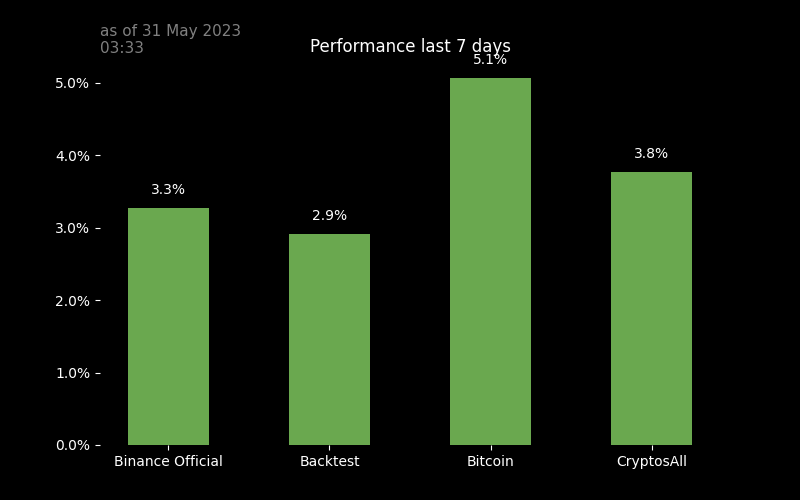 as of 31 May 2023
03:33
Performance last 7 days
5.1%
5.0%
4.0%
3.8%
3.3%
2.9%
3.0%
2.0%
1.0%
0.0%
Binance Official
Backtest
Bitcoin
CryptosAll